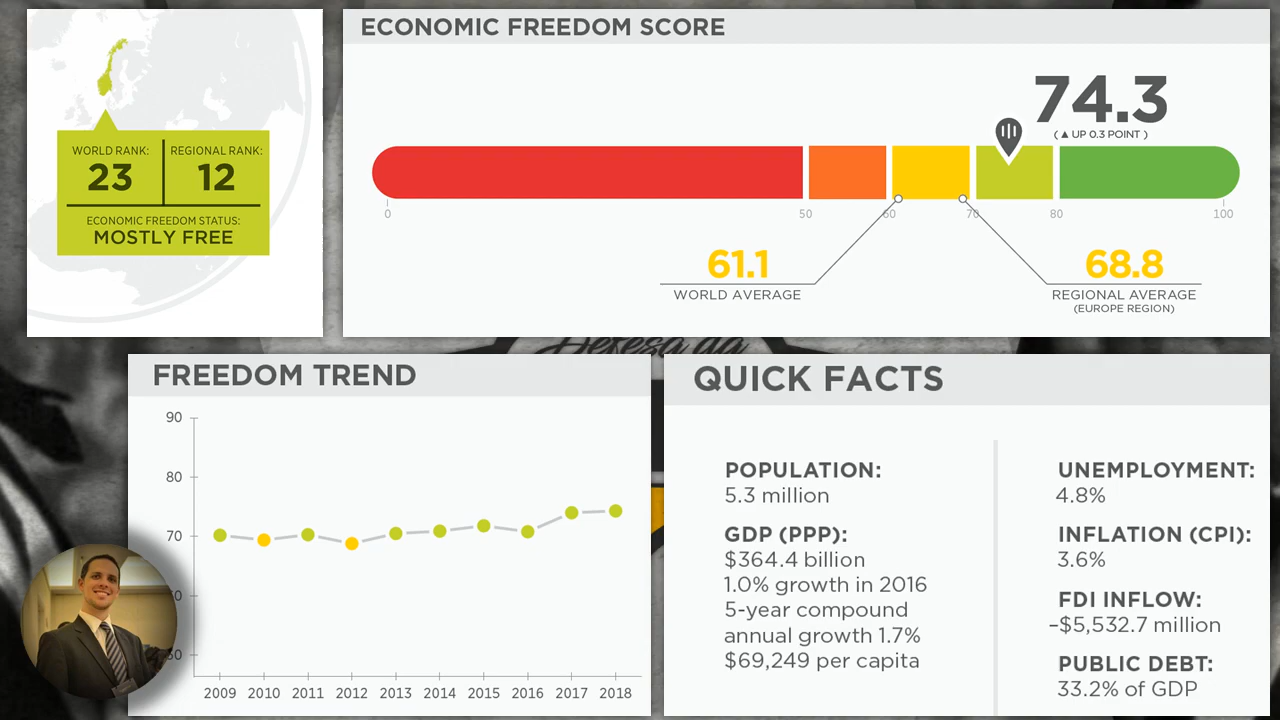 WORLD RANK:
23
REGIONAL RANK:
12
ECONOMIC FREEDOM STATUS:
MOSTLY FREE
ECONOMIC FREEDOM SCORE
74.3
( ▲ UP 0.3 POINT )
0 50 60 70 80 100
61.1
WORLD AVERAGE
68.8
REGIONAL AVERAGE
(EUROPE REGION)
Defesa da
FREEDOM TREND
90
80
70
2009 2010 2011 2012 2013 2014 2015 2016 2017 2018
QUICK FACTS
POPULATION:
5.3 million
GDP (PPP):
$364.4 billion
1.0% growth in 2016
5-year compound
annual growth 1.7%
$69,249 per capita
UNEMPLOYMENT:
4.8%
INFLATION (CPI):
3.6%
FDI INFLOW:
–$5,532.7 million
PUBLIC DEBT:
33.2% of GDP